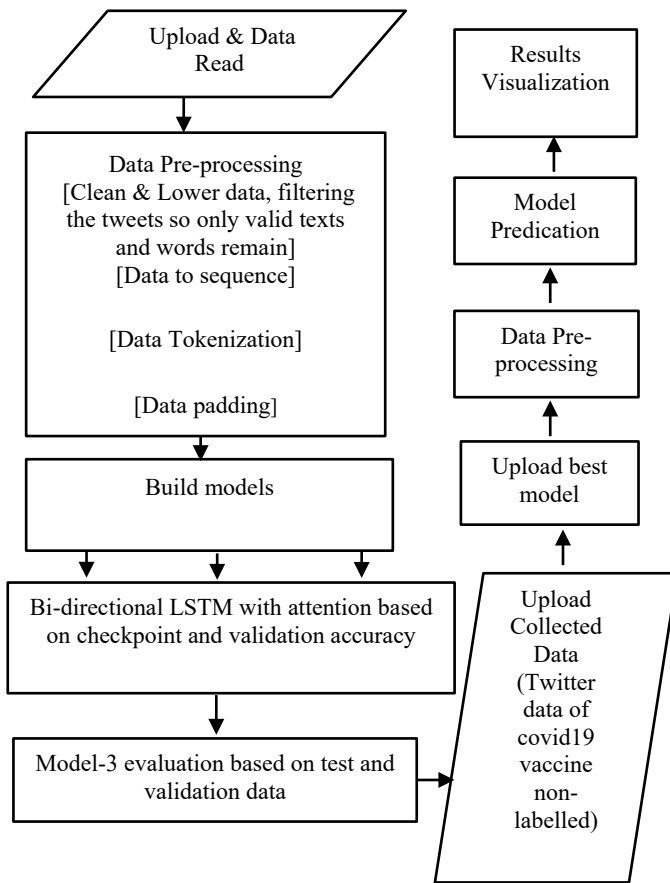 Upload & Data
Read
Data Pre-processing
[Clean & Lower data, filtering
the tweets so only valid texts
and words remain]
[Data to sequence]
[Data Tokenization]
[Data padding]
Build models
Bi-directional LSTM with attention based
on checkpoint and validation accuracy
Model-3 evaluation based on test and
validation data
Upload
Collected
Data
(Twitter
data of
covid19
vaccine
non-
labelled)
Upload best
model
Data Pre-
processing
Model
Predication
Results
Visualization